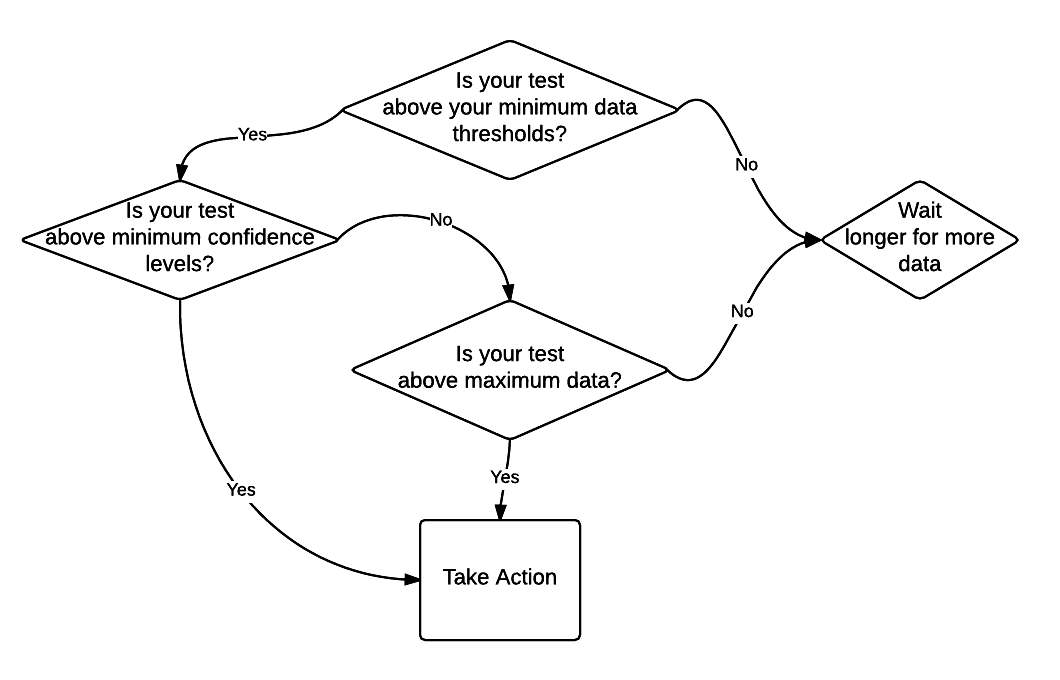 Is your test
above your minimum data
thresholds?
Yes
No
Is your test
above minimum confidence
levels?
No
Wait
longer for more
data
No
Is your test
above maximum data?
Yes
Yes
Take Action